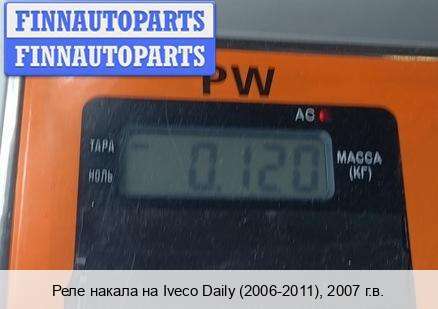 FINNAUTOPARTS
FINNAUTOPARTS
PW
AC
ТАРА
НОЛЬ
0.120
МАССА
(КГ)
Реле накала на Iveco Daily (2006-2011), 2007 г.в.